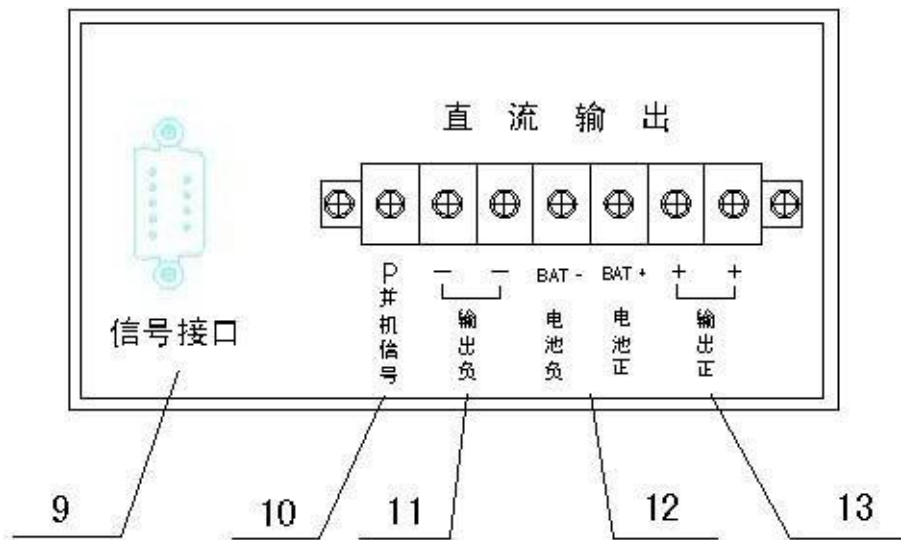 直流输出
P并机信号
— —
输出负
BAT -
电池负
BAT +
电池正
+ +
输出正
信号接口
9
10
11
12
13